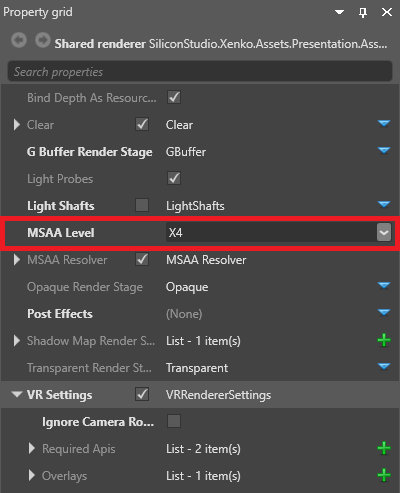 Property grid
Shared renderer SiliconStudio.Xenko.Assets.Presentation.Ass...
Search properties
Bind Depth As Resourc...
Clear Clear
G Buffer Render Stage GBuffer
Light Probes
Light Shafts LightShafts
MSAA Level X4
MSAA Resolver MSAA Resolver
Opaque Render Stage Opaque
Post Effects (None)
Shadow Map Render S... List - 1 item(s)
Transparent Render St... Transparent
VR Settings VRRendererSettings
Ignore Camera Ro...
Required Apis List - 2 item(s)
Overlays List - 1 item(s)